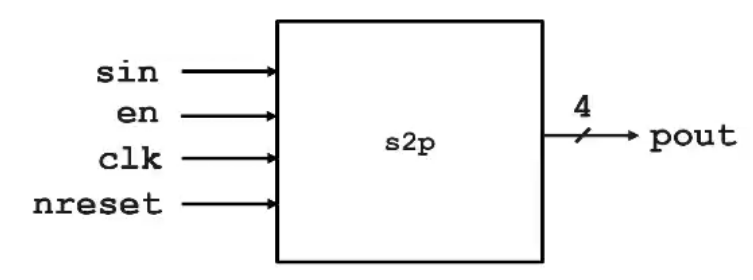 sin
en
clk
nreset
s2p
4
pout